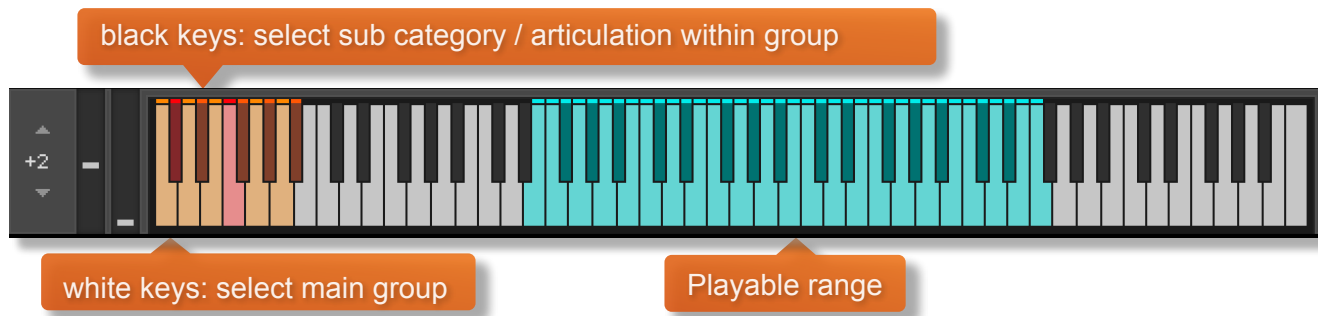 black keys: select sub category / articulation within group
+2
white keys: select main group
Playable range